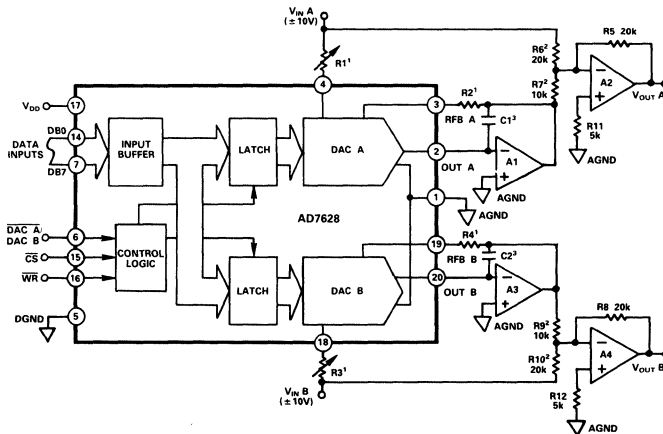 VIN A
(±10V)
R1¹
R6²
20k
R7²
10k
R5 20k
A2
VOUT A
R11
5k
AGND
VDD
17
4
3
R2¹
RFB A
C1³
DATA
INPUTS
DB0
14
7
DB7
INPUT
BUFFER
LATCH
DAC A
2
OUT A
A1
AGND
1
AGND
AD7628
DAC A/
DAC B
6
CS
15
WR
16
CONTROL
LOGIC
19
R4¹
RFB B
C2³
LATCH
DAC B
20
OUT B
A3
AGND
DGND
5
18
R3¹
VIN B
(±10V)
R9²
10k
R10²
20k
R8 20k
A4
VOUT B
R12
5k
AGND